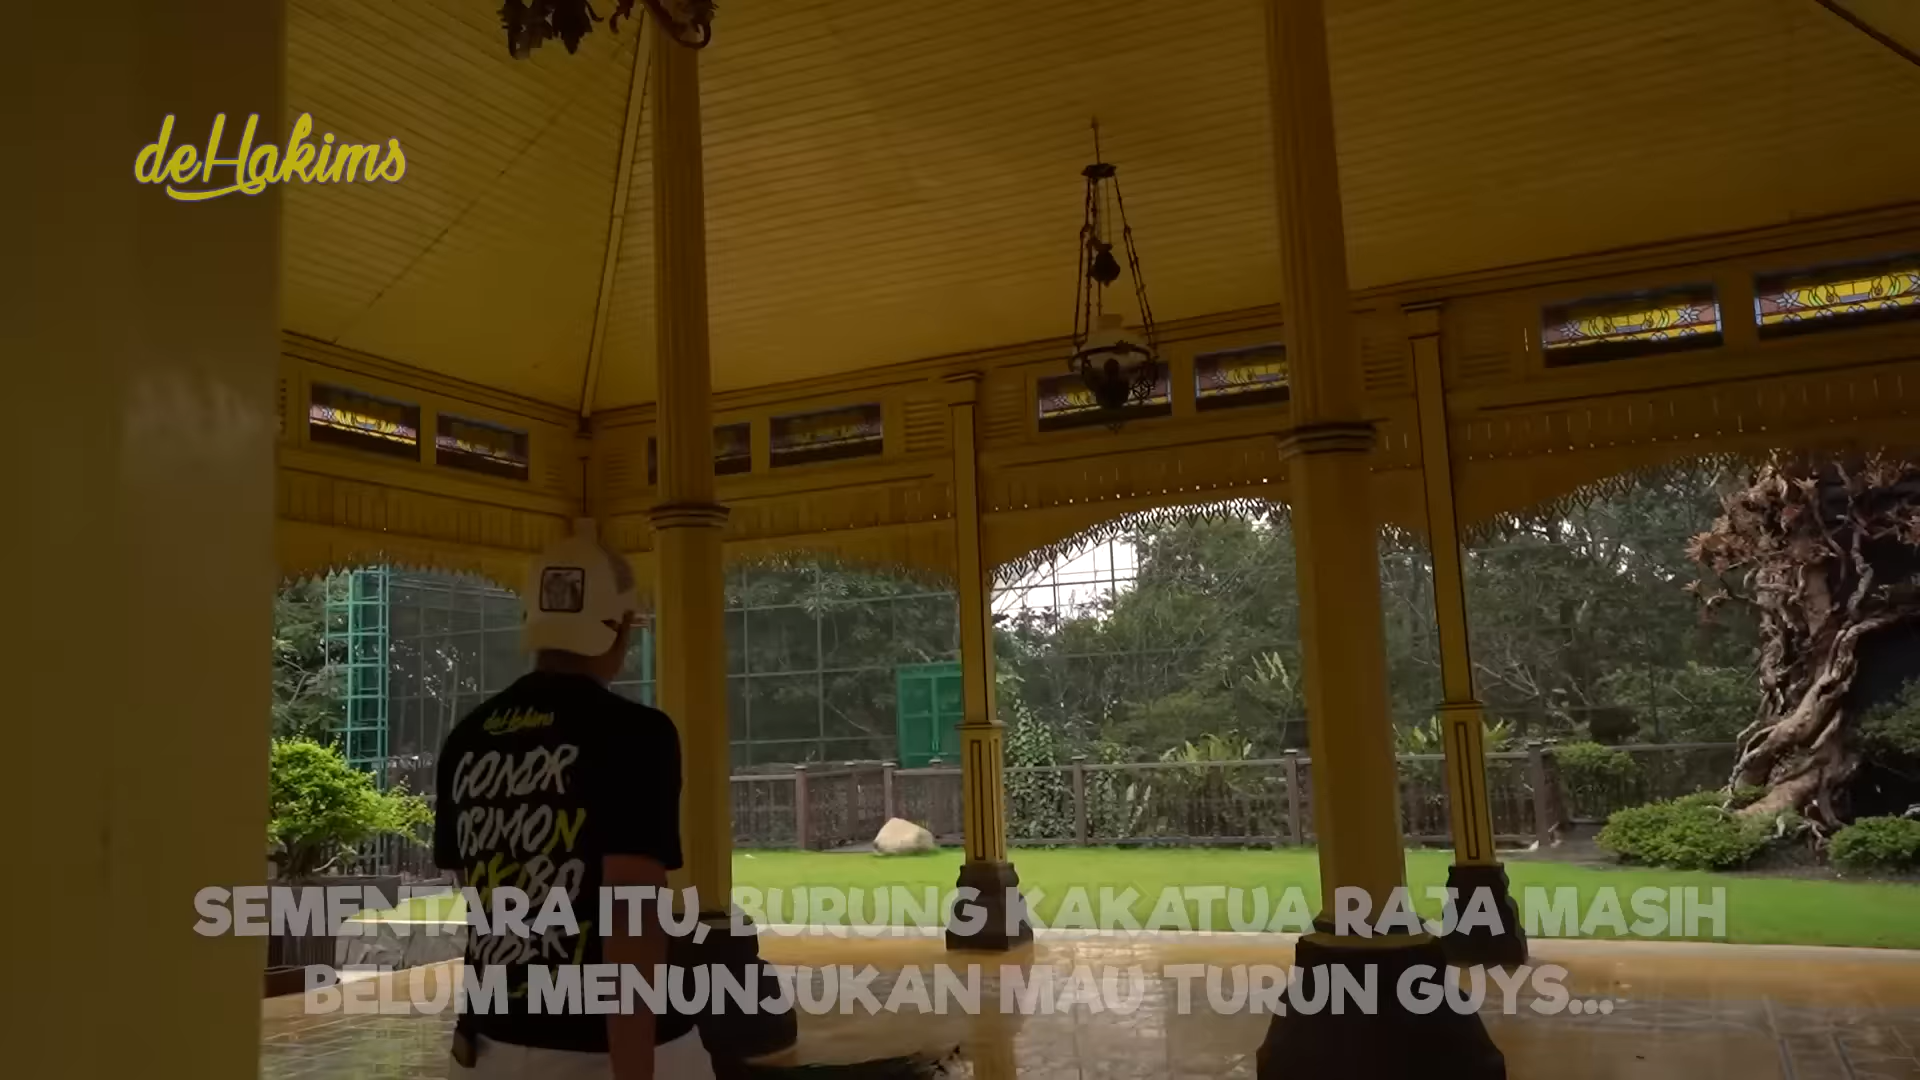 deHakims
deHakims
SEMENTARA ITU, BURUNG KAKATUA RAJA MASIH
BELUM MENUNJUKAN MAU TURUN GUYS...